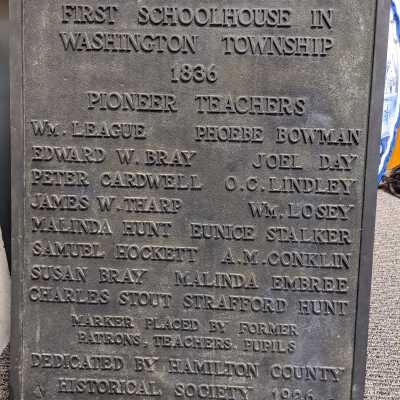 FIRST SCHOOLHOUSE IN
WASHINGTON TOWNSHIP
1836
PIONEER TEACHERS
WM. LEAGUE PHOEBE BOWMAN
EDWARD W. BRAY JOEL DAY
PETER CARDWELL O.C. LINDLEY
JAMES W. THARP WM. LOSEY
MALINDA HUNT EUNICE STALKER
SAMUEL HOCKETT A.M. CONKLIN
SUSAN BRAY MALINDA EMBREE
CHARLES STOUT STRAFFORD HUNT
MARKER PLACED BY FORMER
PATRONS, TEACHERS, PUPILS
DEDICATED BY HAMILTON COUNTY
HISTORICAL SOCIETY 1926